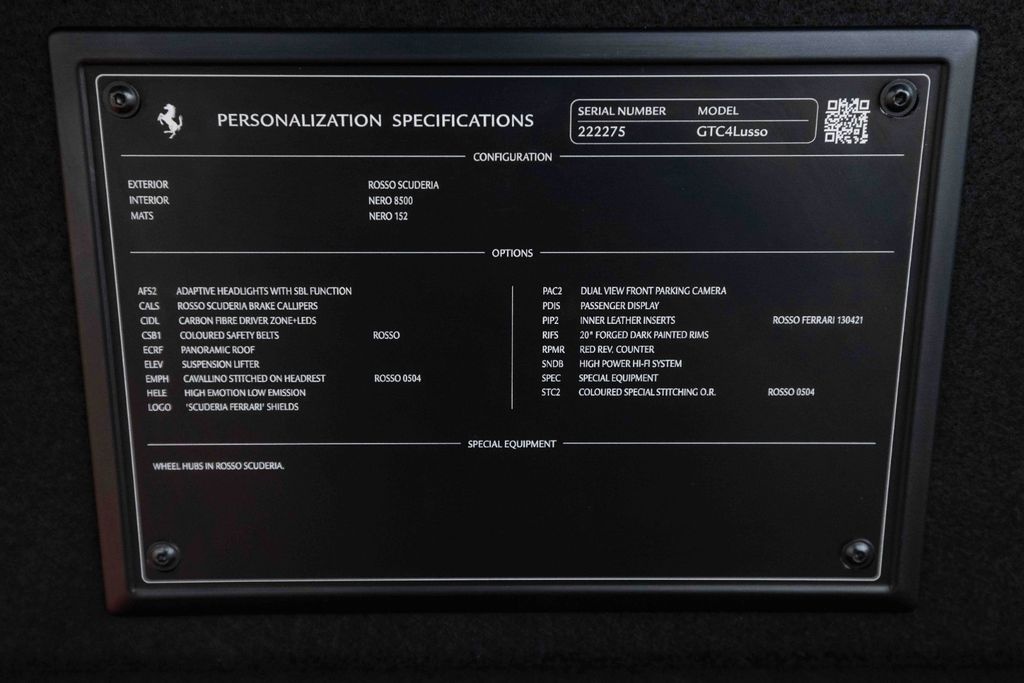 PERSONALIZATION SPECIFICATIONS
SERIAL NUMBER MODEL
222275 GTC4Lusso
CONFIGURATION
EXTERIOR ROSSO SCUDERIA
INTERIOR NERO 8500
MATS NERO 152
OPTIONS
AFS2 ADAPTIVE HEADLIGHTS WITH SBL FUNCTION
CALS ROSSO SCUDERIA BRAKE CALLIPERS
CIDL CARBON FIBRE DRIVER ZONE+LEDS
CSB1 COLOURED SAFETY BELTS ROSSO
ECRF PANORAMIC ROOF
ELEV SUSPENSION LIFTER
EMPH CAVALLINO STITCHED ON HEADREST ROSSO 0504
HELE HIGH EMOTION LOW EMISSION
LOGO 'SCUDERIA FERRARI' SHIELDS
PAC2 DUAL VIEW FRONT PARKING CAMERA
PDIS PASSENGER DISPLAY
PIP2 INNER LEATHER INSERTS ROSSO FERRARI 130421
RIFS 20" FORGED DARK PAINTED RIMS
RPMR RED REV. COUNTER
SNDB HIGH POWER HI-FI SYSTEM
SPEC SPECIAL EQUIPMENT
STC2 COLOURED SPECIAL STITCHING O.R. ROSSO 0504
SPECIAL EQUIPMENT
WHEEL HUBS IN ROSSO SCUDERIA.